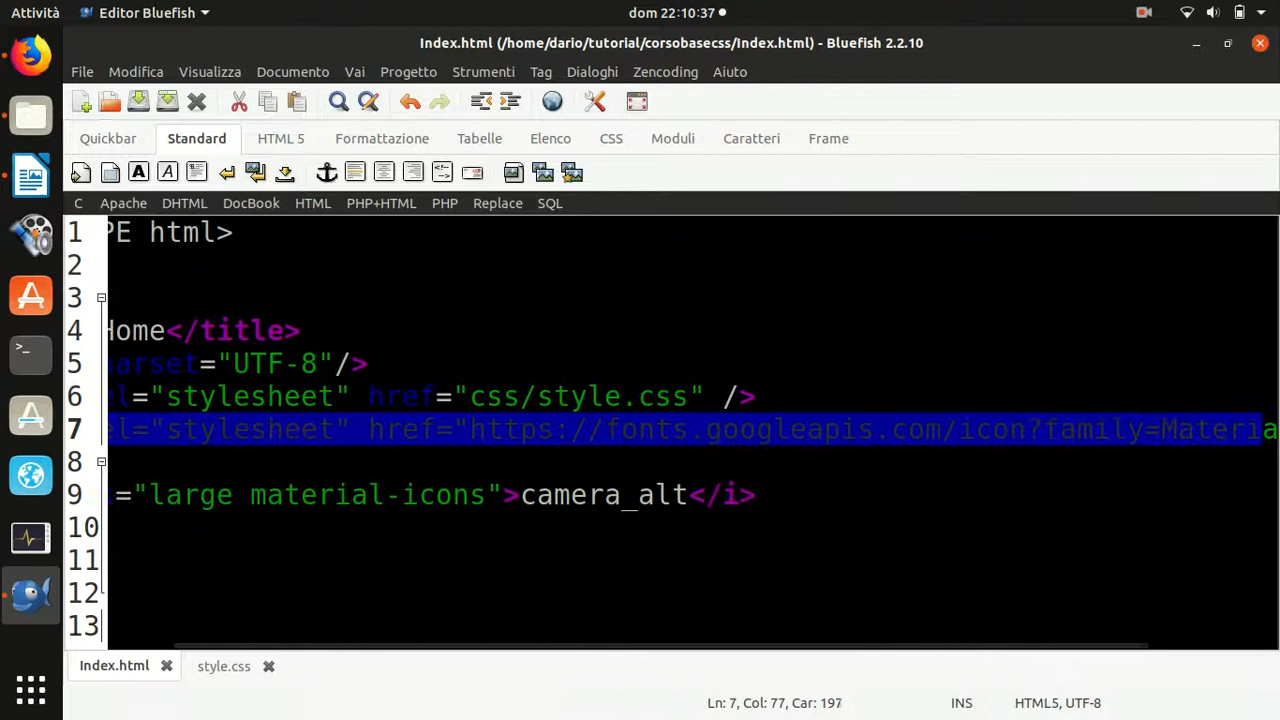 Attività
Editor Bluefish
dom 22:10:37
Index.html (/home/dario/tutorial/corsobasecss/Index.html) - Bluefish 2.2.10
File Modifica Visualizza Documento Vai Progetto Strumenti Tag Dialoghi Encoding Aiuto
Quickbar Standard HTML 5 Formattazione Tabelle Elenco CSS Moduli Caratteri Frame
C Apache DHTML DocBook HTML PHP+HTML PHP Replace SQL
1 PE html>
2
3
4 Home</title>
5 harset="UTF-8"/>
6 el="stylesheet" href="css/style.css" />
7 el="stylesheet" href="https://fonts.googleapis.com/icon?family=Materia
8
9 ="large material-icons">camera_alt</i>
10
11
12
13
Index.html style.css
Ln: 7, Col: 77, Car: 197 INS HTML5, UTF-8